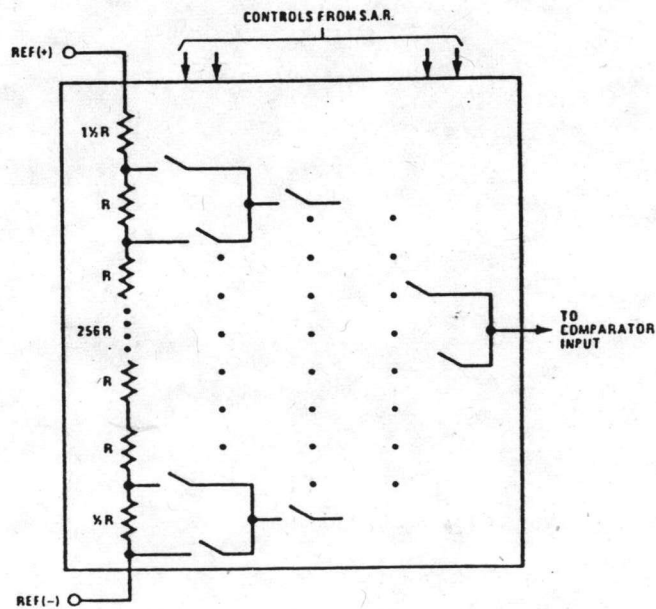 CONTROLS FROM S.A.R.
REF(+)
1½R
R
R
256R
R
R
½R
REF(−)
TO
COMPARATOR
INPUT